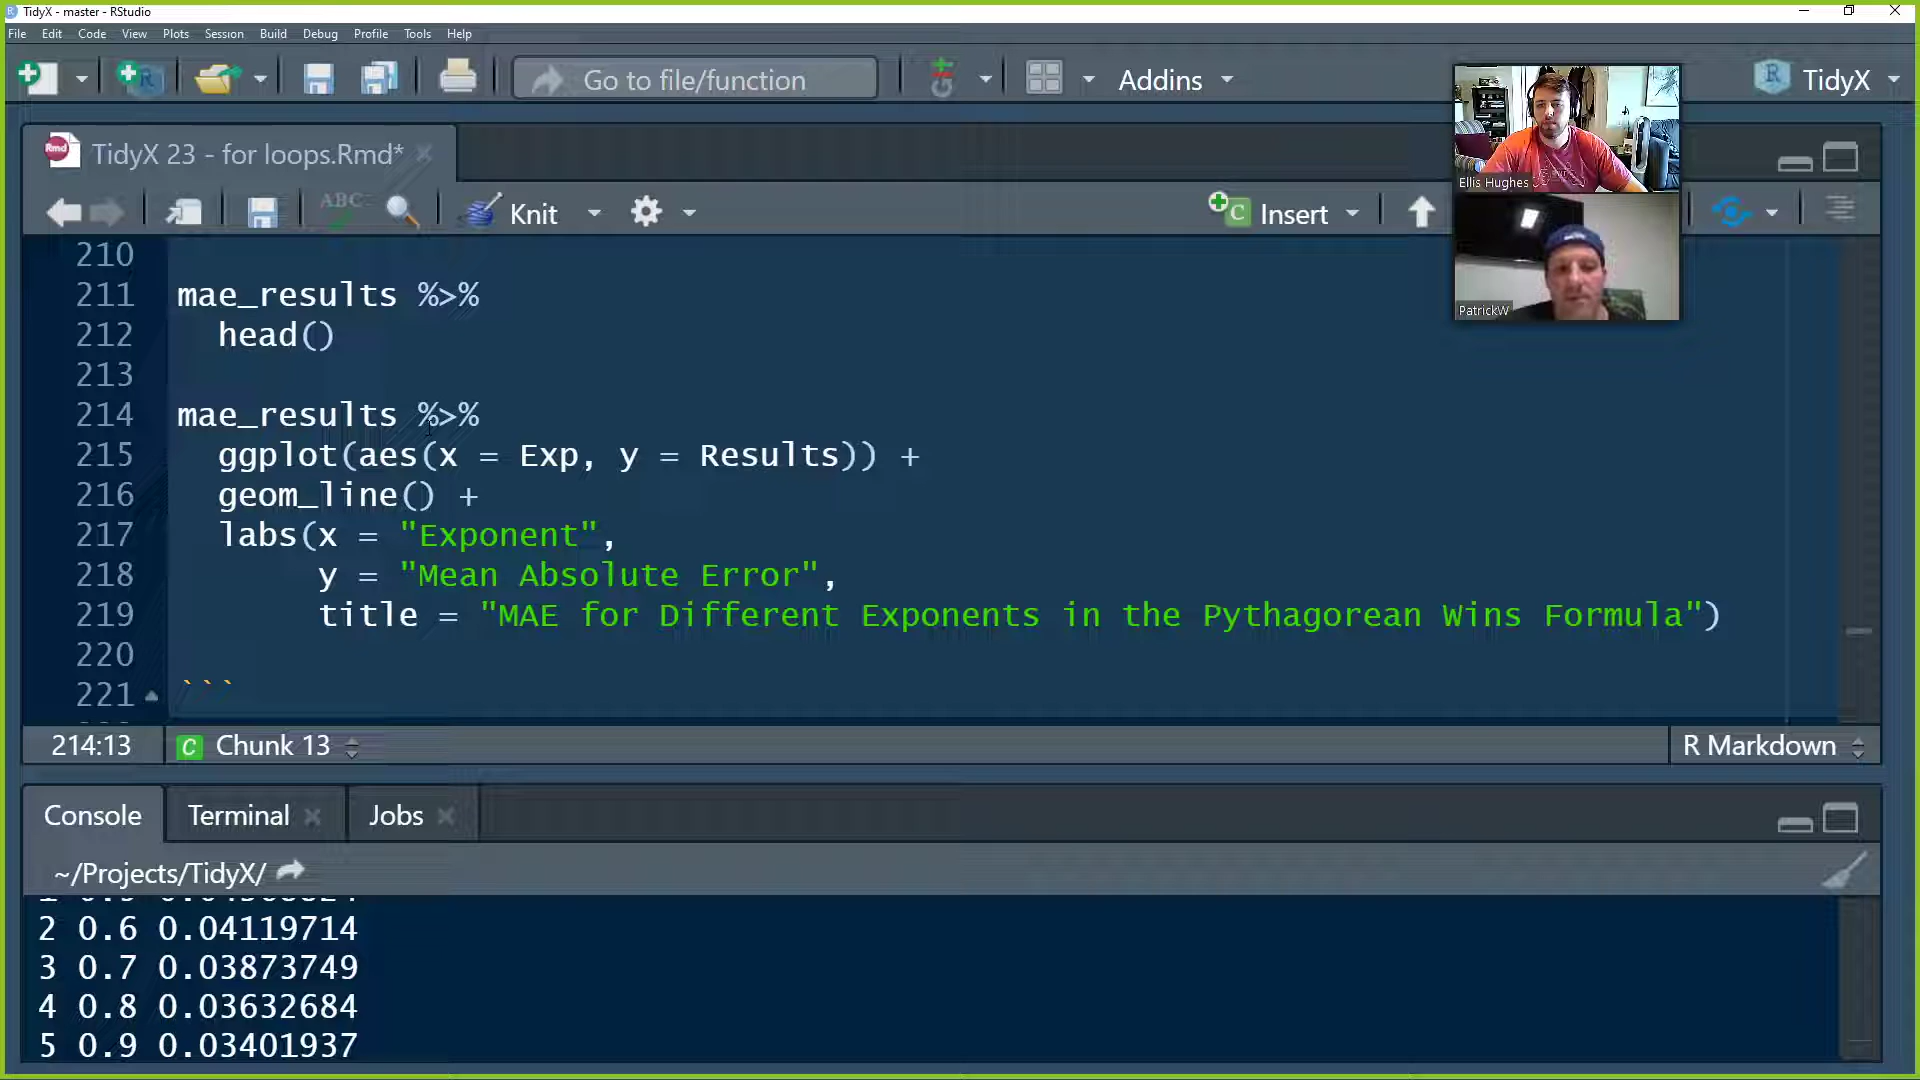 TidyX - master - RStudio
File Edit Code View Plots Session Build Debug Profile Tools Help
Go to file/function
Addins
TidyX
TidyX 23 - for loops.Rmd*
ABC
Knit
Insert
Ellis Hughes
PatrickW
210
211 mae_results %>%
212 head()
213
214 mae_results %>%
215 ggplot(aes(x = Exp, y = Results)) +
216 geom_line() +
217 labs(x = "Exponent",
218 y = "Mean Absolute Error",
219 title = "MAE for Different Exponents in the Pythagorean Wins Formula")
220
221 ```
214:13 Chunk 13 R Markdown
Console Terminal Jobs
~/Projects/TidyX/
2 0.6 0.04119714
3 0.7 0.03873749
4 0.8 0.03632684
5 0.9 0.03401937